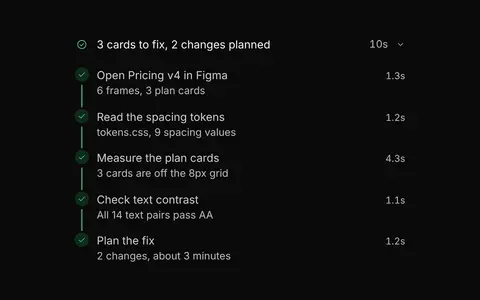 3 cards to fix, 2 changes planned 10s
Open Pricing v4 in Figma 1.3s
6 frames, 3 plan cards
Read the spacing tokens 1.2s
tokens.css, 9 spacing values
Measure the plan cards 4.3s
3 cards are off the 8px grid
Check text contrast 1.1s
All 14 text pairs pass AA
Plan the fix 1.2s
2 changes, about 3 minutes